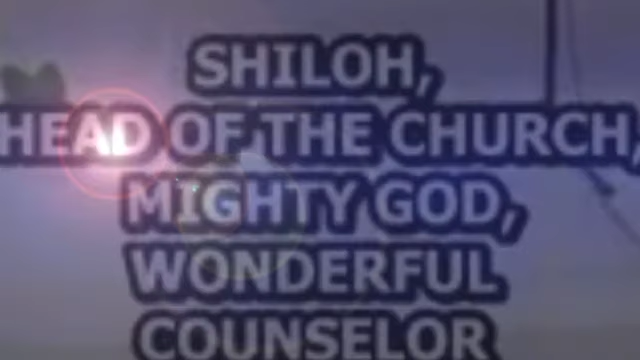 SHILOH,
HEAD OF THE CHURCH,
MIGHTY GOD,
WONDERFUL
COUNSELOR